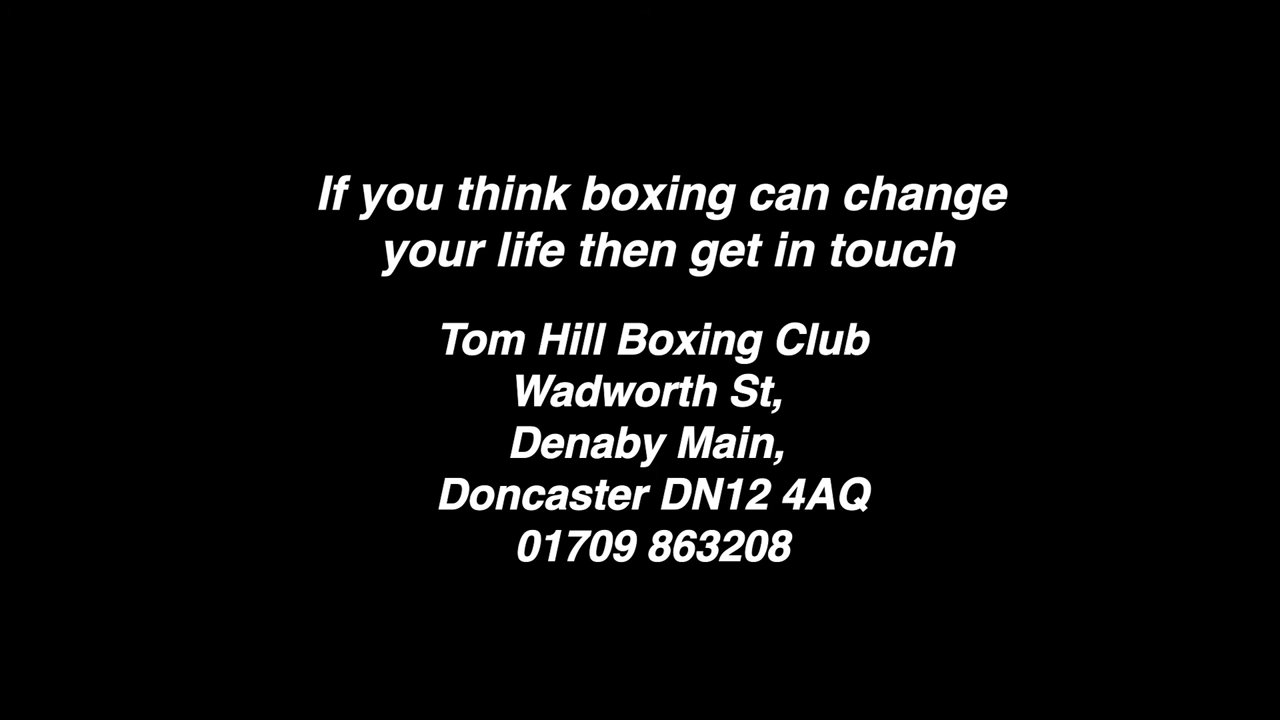 If you think boxing can change
your life then get in touch
Tom Hill Boxing Club
Wadworth St,
Denaby Main,
Doncaster DN12 4AQ
01709 863208